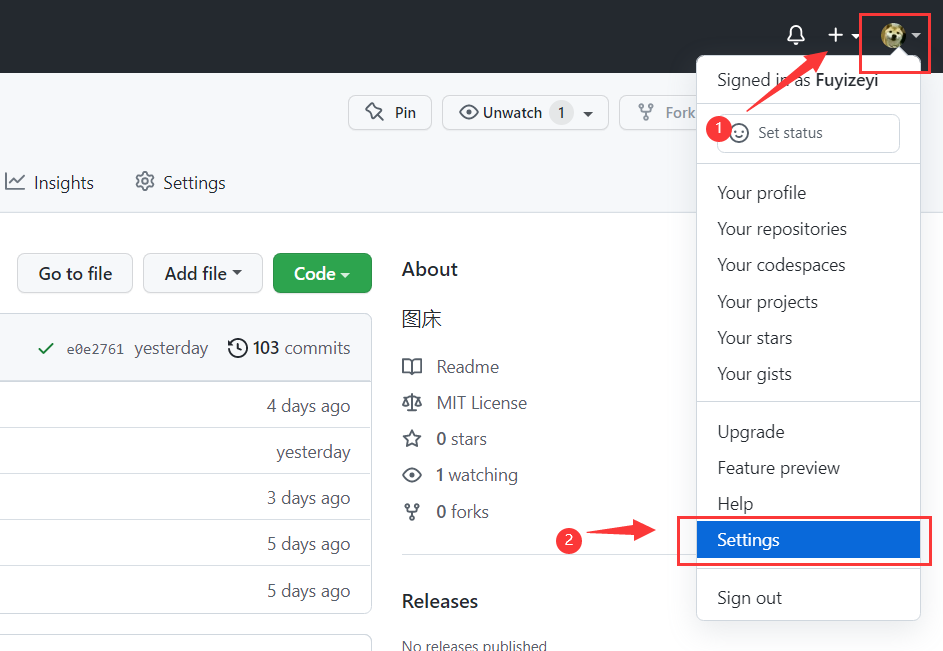 Signed in as Fuyizeyi
1
Set status
Pin
Unwatch 1
Fork
Insights
Settings
Your profile
Your repositories
Your codespaces
Your projects
Your stars
Your gists
Upgrade
Feature preview
Help
2
Settings
Sign out
Go to file
Add file
Code
e0e2761 yesterday 103 commits
4 days ago
yesterday
3 days ago
5 days ago
5 days ago
About
图床
Readme
MIT License
0 stars
1 watching
0 forks
Releases
No releases published